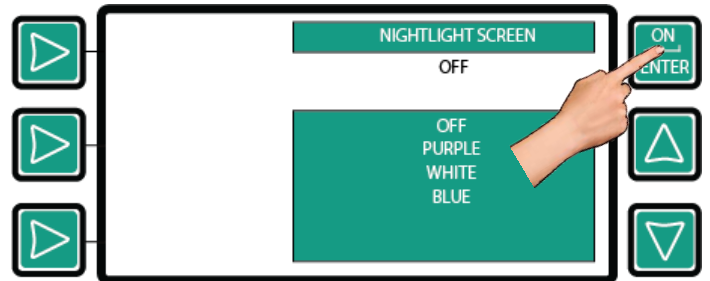 NIGHTLIGHT SCREEN
OFF
OFF
PURPLE
WHITE
BLUE
ON
ENTER